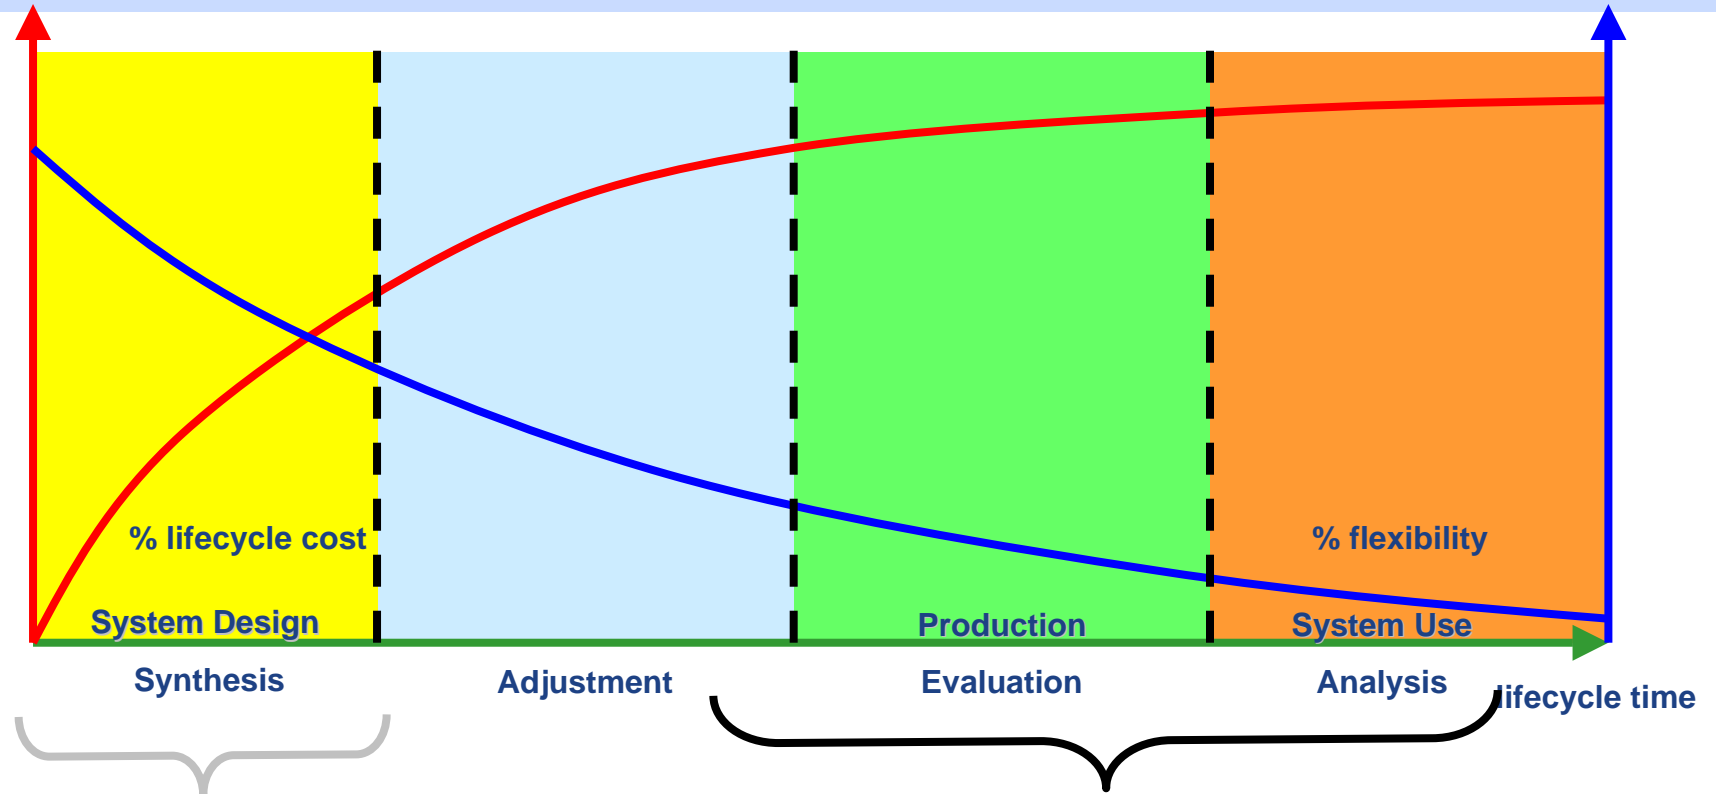 % lifecycle cost
% flexibility
System Design
Production
System Use
Synthesis
Adjustment
Evaluation
Analysis
lifecycle time